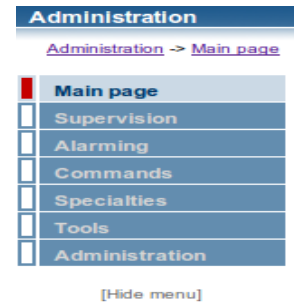 Administration
Administration -> Main page
Main page
Supervision
Alarming
Commands
Specialties
Tools
Administration
[Hide menu]